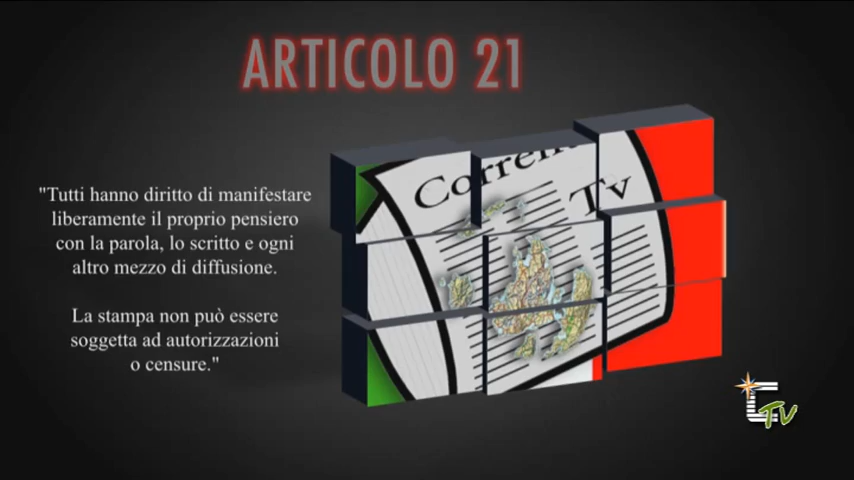 ARTICOLO 21
"Tutti hanno diritto di manifestare
liberamente il proprio pensiero
con la parola, lo scritto e ogni
altro mezzo di diffusione.
La stampa non può essere
soggetta ad autorizzazioni
o censure."
Tv
CTV